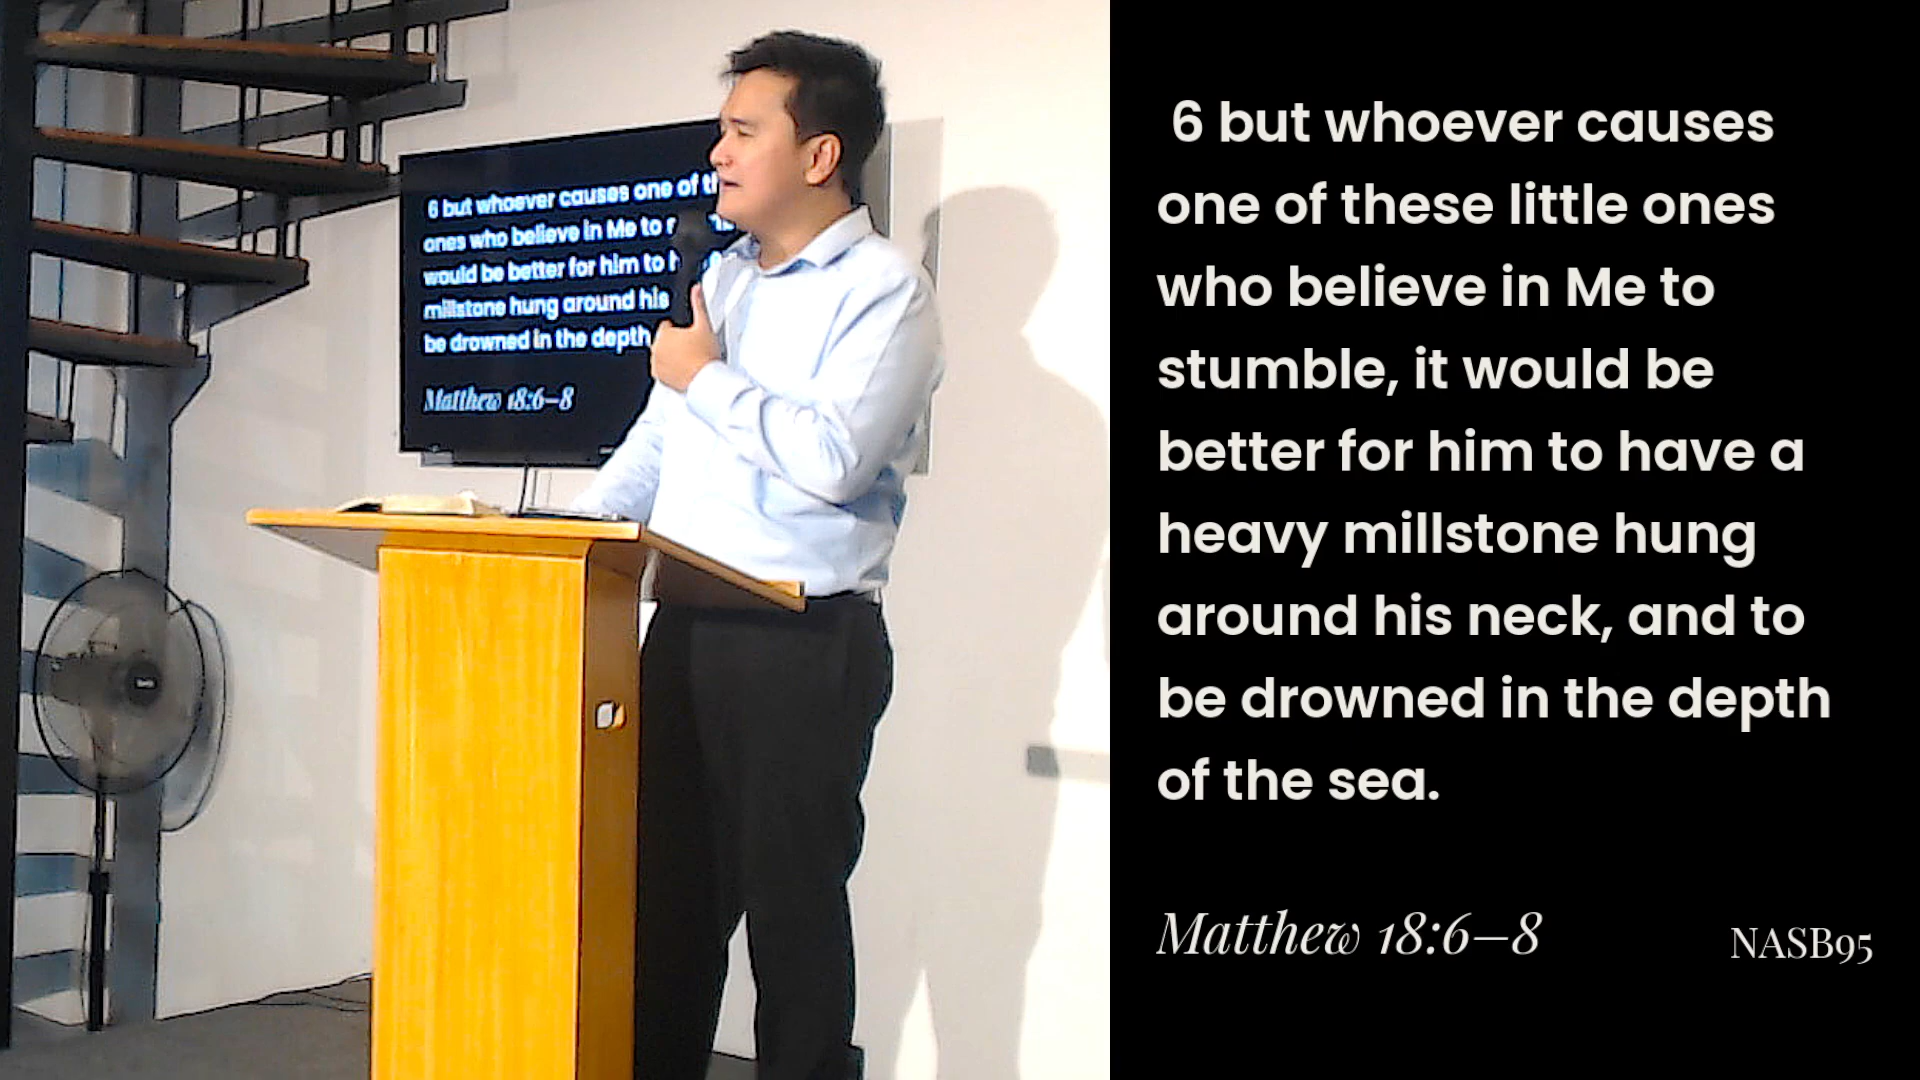 6 but whoever causes one of th
ones who believe in Me to
would be better for him to h
millstone hung around his
be drowned in the depth
Matthew 18:6–8
6 but whoever causes
one of these little ones
who believe in Me to
stumble, it would be
better for him to have a
heavy millstone hung
around his neck, and to
be drowned in the depth
of the sea.
Matthew 18:6–8
NASB95